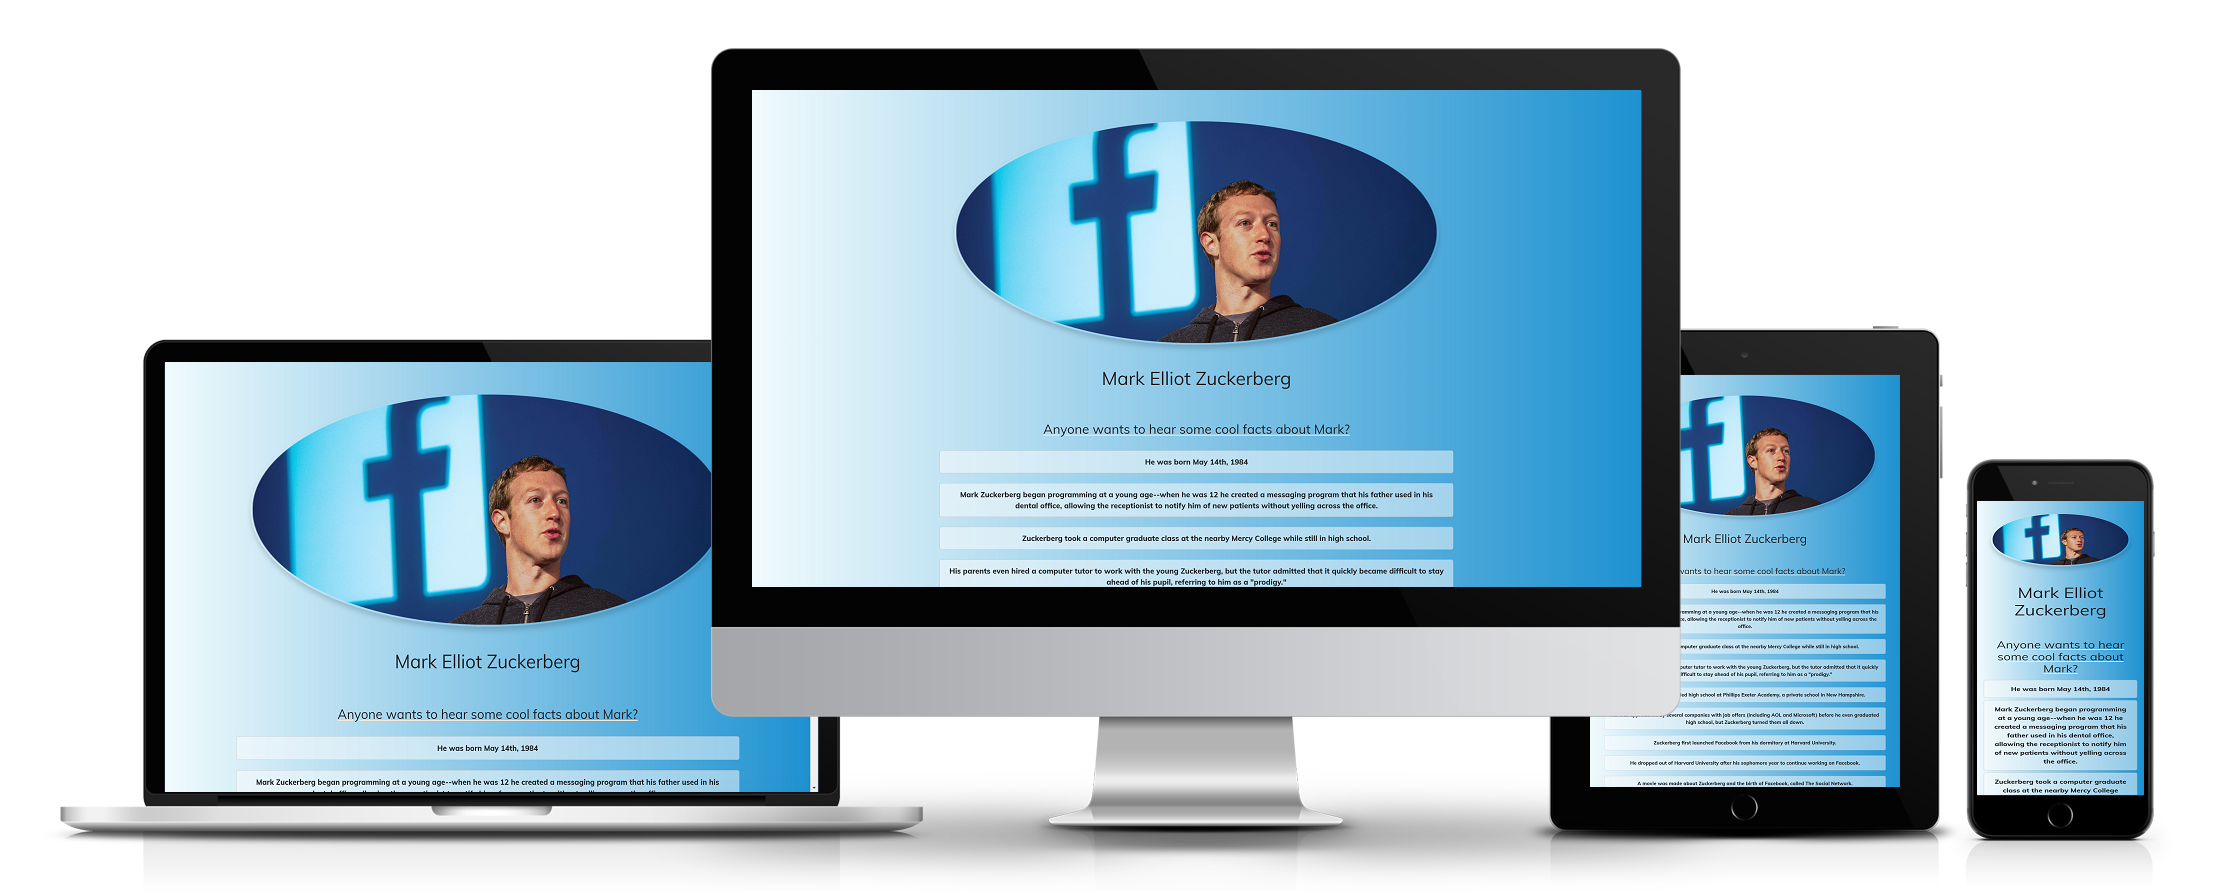 Mark Elliot Zuckerberg
Anyone wants to hear some cool facts about Mark?
He was born May 14th, 1984
Mark Zuckerberg began programming at a young age--when he was 12 he created a messaging program that his father used in his
Mark Elliot Zuckerberg
Anyone wants to hear some cool facts about Mark?
He was born May 14th, 1984
Mark Zuckerberg began programming at a young age--when he was 12 he created a messaging program that his father used in his
dental office, allowing the receptionist to notify him of new patients without yelling across the office.
Zuckerberg took a computer graduate class at the nearby Mercy College while still in high school.
His parents even hired a computer tutor to work with the young Zuckerberg, but the tutor admitted that it quickly became difficult to stay
ahead of his pupil, referring to him as a "prodigy."
Mark Elliot Zuckerberg
wants to hear some cool facts about Mark?
He was born May 14th, 1984
at a young age--when he was 12 he created a messaging program that his
allowing the receptionist to notify him of new patients without yelling across the
office.
graduate class at the nearby Mercy College while still in high school.
tutor to work with the young Zuckerberg, but the tutor admitted that it quickly
to stay ahead of his pupil, referring to him as a "prodigy."
high school at Phillips Exeter Academy, a private school in New Hampshire.
several companies with job offers (including AOL and Microsoft) before he even graduated
high school, but Zuckerberg turned them all down.
Zuckerberg first launched Facebook from his dormitory at Harvard University.
He dropped out of Harvard University after his sophomore year to continue working on Facebook.
A movie was made about Zuckerberg and the birth of Facebook, called The Social Network.
Mark Elliot
Zuckerberg
Anyone wants to hear
some cool facts about
Mark?
He was born May 14th, 1984
Mark Zuckerberg began programming
at a young age--when he was 12 he
created a messaging program that his
father used in his dental office,
allowing the receptionist to notify him
of new patients without yelling across
the office.
Zuckerberg took a computer graduate
class at the nearby Mercy College